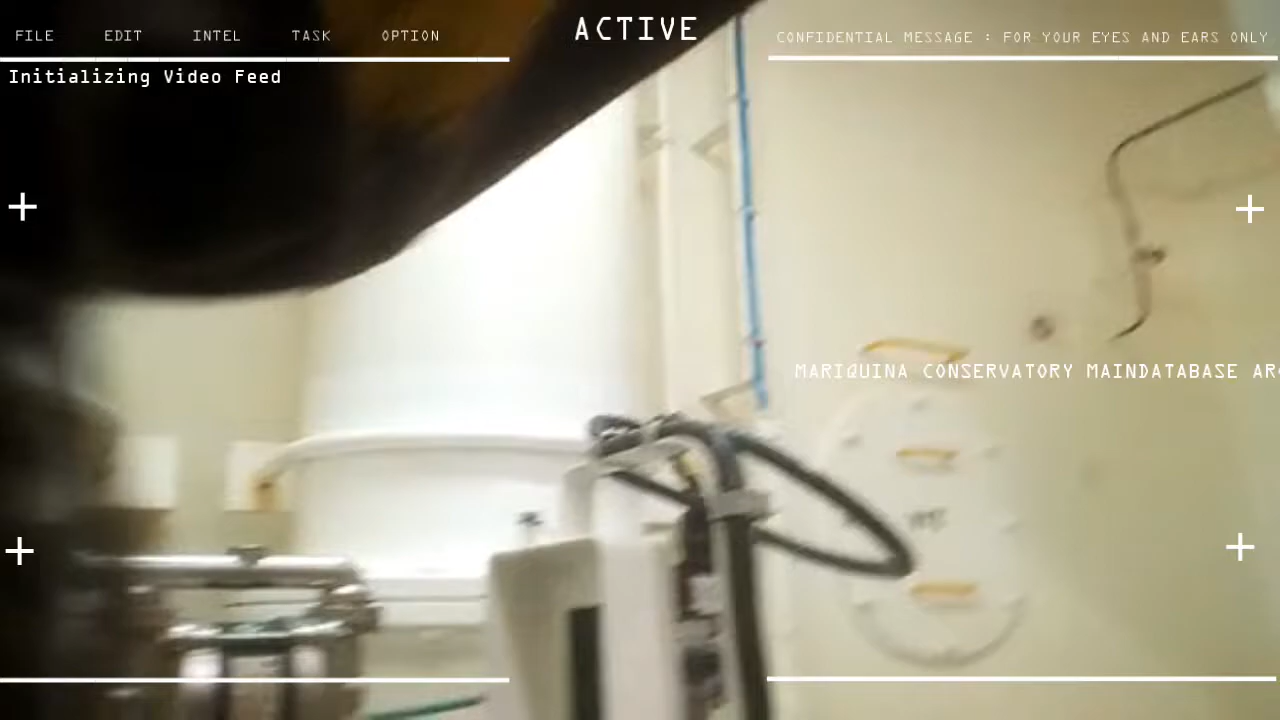 FILE EDIT INTEL TASK OPTION
ACTIVE
CONFIDENTIAL MESSAGE : FOR YOUR EYES AND EARS ONLY
Initializing Video Feed
MARIQUINA CONSERVATORY MAINDATABASE